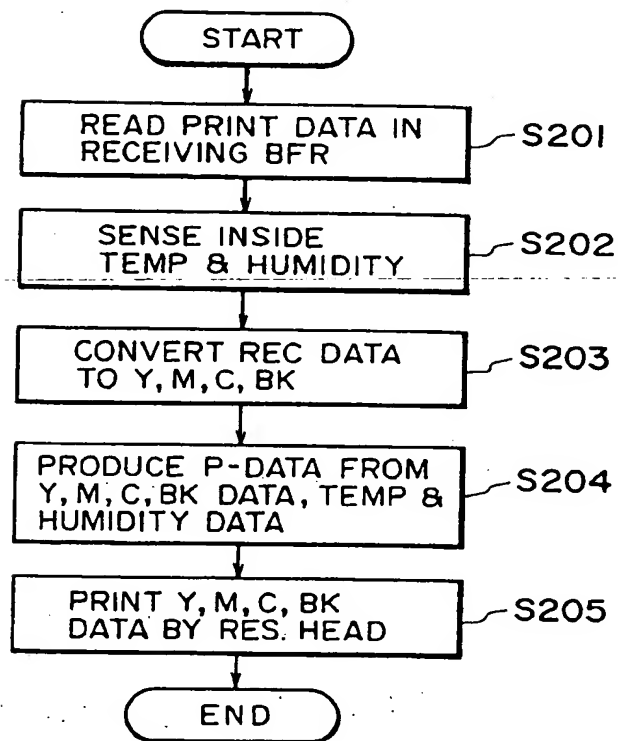 START
READ PRINT DATA IN
RECEIVING BFR
S201
SENSE INSIDE
TEMP & HUMIDITY
S202
CONVERT REC DATA
TO Y, M, C, BK
S203
PRODUCE P-DATA FROM
Y, M, C, BK DATA, TEMP &
HUMIDITY DATA
S204
PRINT Y, M, C, BK
DATA BY RES. HEAD
S205
END